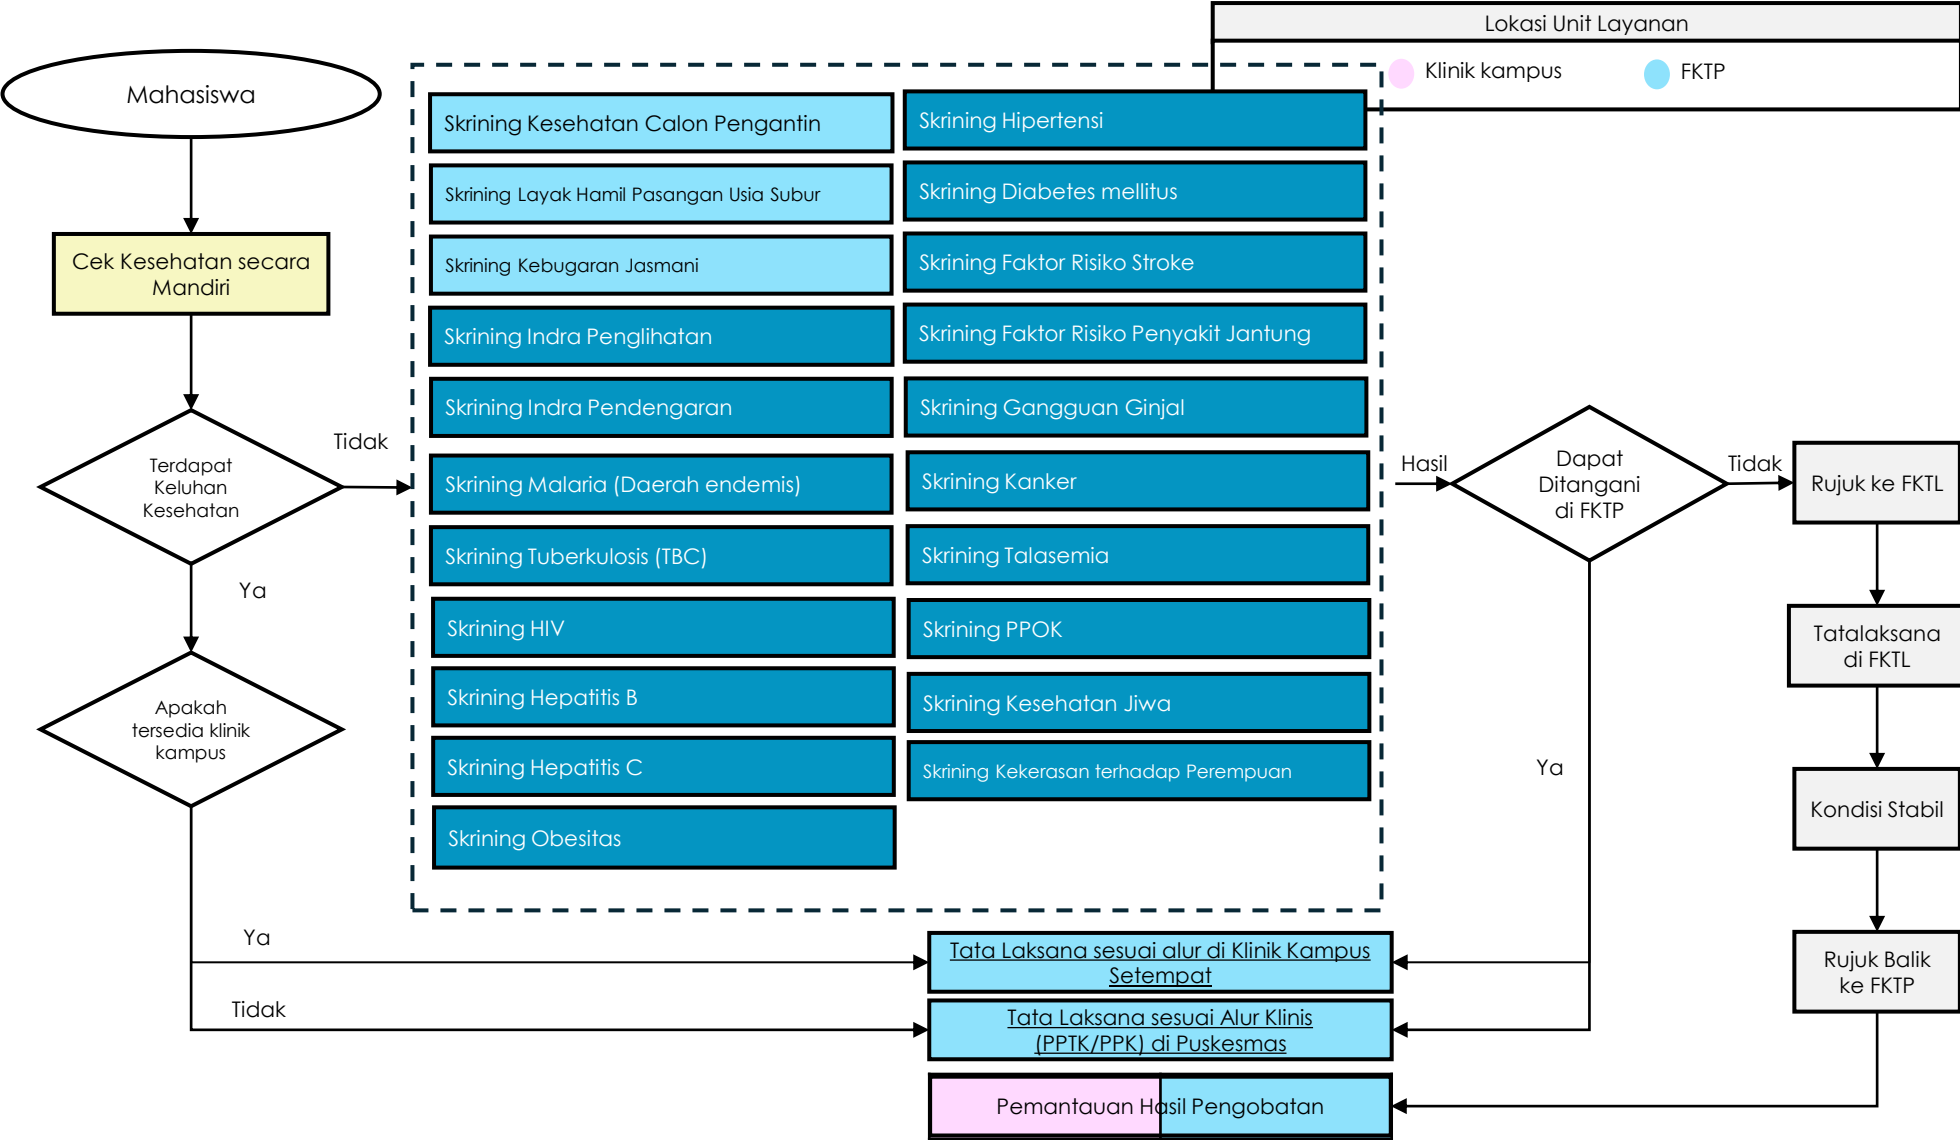 Lokasi Unit Layanan
Klinik kampus
FKTP
Mahasiswa
Cek Kesehatan secara
Mandiri
Terdapat
Keluhan
Kesehatan
Tidak
Ya
Apakah
tersedia klinik
kampus
Ya
Tidak
Skrining Kesehatan Calon Pengantin
Skrining Layak Hamil Pasangan Usia Subur
Skrining Kebugaran Jasmani
Skrining Indra Penglihatan
Skrining Indra Pendengaran
Skrining Malaria (Daerah endemis)
Skrining Tuberkulosis (TBC)
Skrining HIV
Skrining Hepatitis B
Skrining Hepatitis C
Skrining Obesitas
Skrining Hipertensi
Skrining Diabetes mellitus
Skrining Faktor Risiko Stroke
Skrining Faktor Risiko Penyakit Jantung
Skrining Gangguan Ginjal
Skrining Kanker
Skrining Talasemia
Skrining PPOK
Skrining Kesehatan Jiwa
Skrining Kekerasan terhadap Perempuan
Hasil
Dapat
Ditangani
di FKTP
Tidak
Ya
Rujuk ke FKTL
Tatalaksana
di FKTL
Kondisi Stabil
Rujuk Balik
ke FKTP
Tata Laksana sesuai alur di Klinik Kampus
Setempat
Tata Laksana sesuai Alur Klinis
(PPTK/PPK) di Puskesmas
Pemantauan Hasil Pengobatan